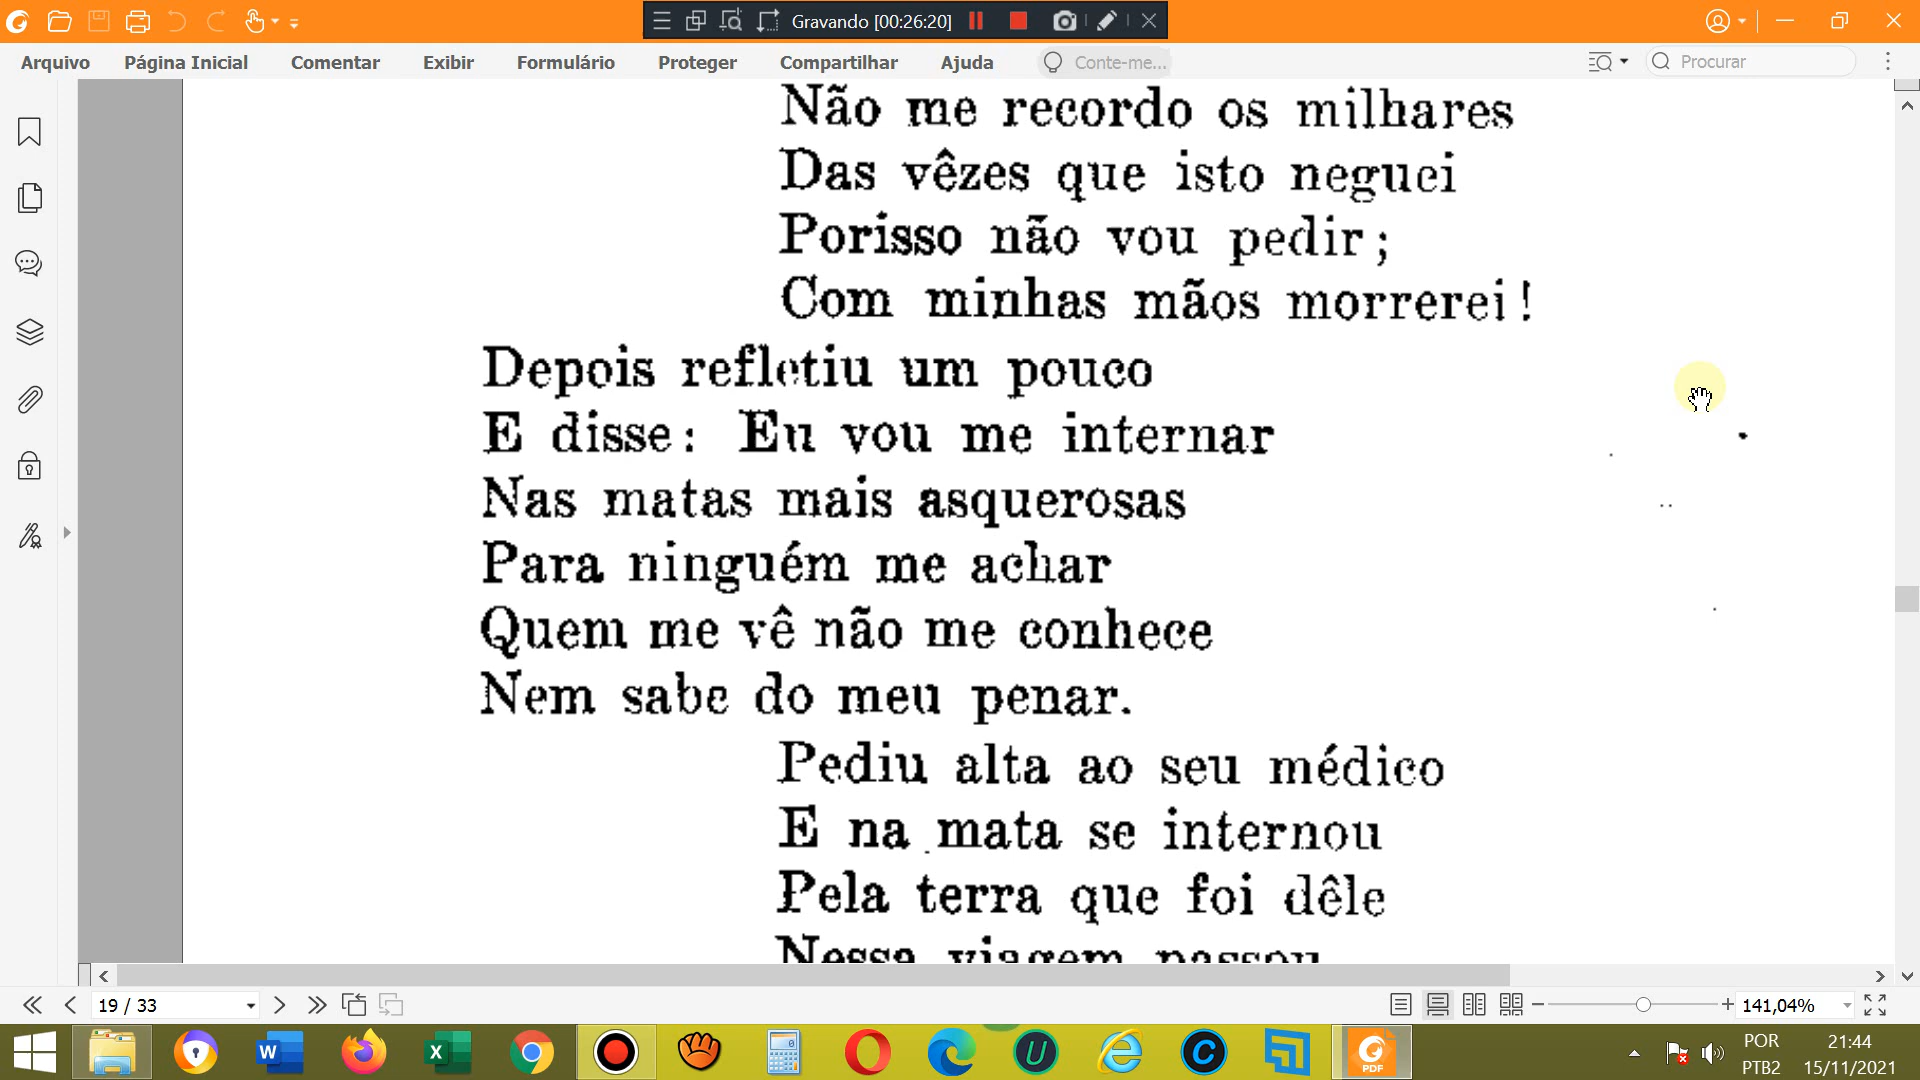 Gravando [00:26:20]
Arquivo Página Inicial Comentar Exibir Formulário Proteger Compartilhar Ajuda Conte-me... Procurar
Não me recordo os milhares
Das vêzes que isto neguei
Porisso não vou pedir;
Com minhas mãos morrerei!
Depois refletiu um pouco
E disse: Eu vou me internar
Nas matas mais asquerosas
Para ninguém me achar
Quem me vê não me conhece
Nem sabe do meu penar.
Pediu alta ao seu médico
E na mata se internou
Pela terra que foi dêle
Nessa viagem passou
19 / 33
141,04%
POR
PTB2
21:44
15/11/2021
PDF